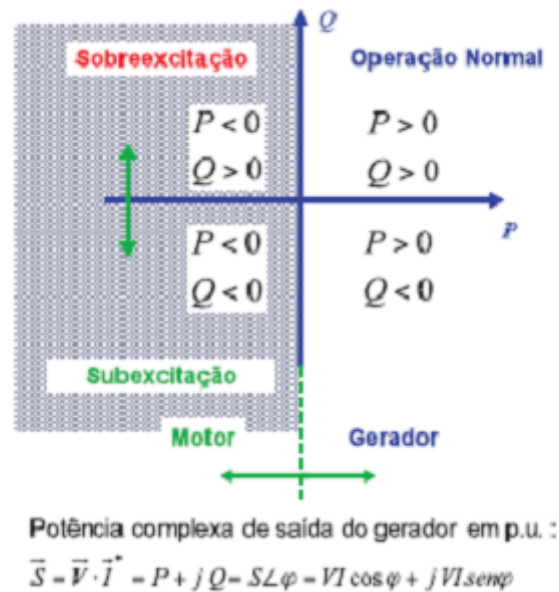 Q
Sobreexcitação
Operação Normal
P < 0
P > 0
Q > 0
Q > 0
P
P < 0
P > 0
Q < 0
Q < 0
Subexcitação
Motor
Gerador
Potência complexa de saída do gerador em p.u. :
S⃗ = V⃗ · I⃗* = P + j Q = S∠φ = VI cos φ + j VI sen φ